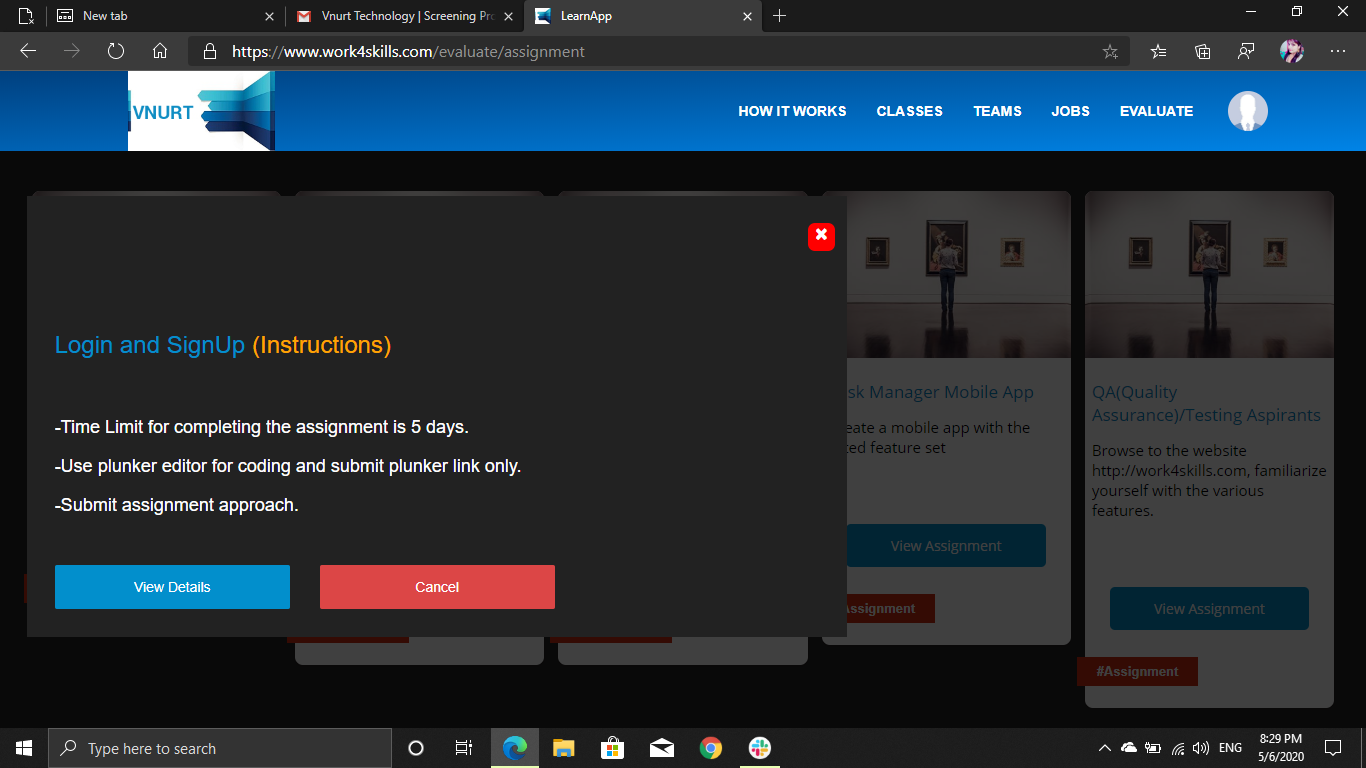 New tab
Vnurt Technology | Screening Pro
LearnApp
https://www.work4skills.com/evaluate/assignment
VNURT
HOW IT WORKS
CLASSES
TEAMS
JOBS
EVALUATE
Login and SignUp (Instructions)
-Time Limit for completing the assignment is 5 days.
-Use plunker editor for coding and submit plunker link only.
-Submit assignment approach.
View Details
Cancel
sk Manager Mobile App
eate a mobile app with the
ted feature set
View Assignment
Assignment
QA(Quality
Assurance)/Testing Aspirants
Browse to the website
http://work4skills.com, familiarize
yourself with the various
features.
View Assignment
#Assignment
Type here to search
ENG
8:29 PM
5/6/2020